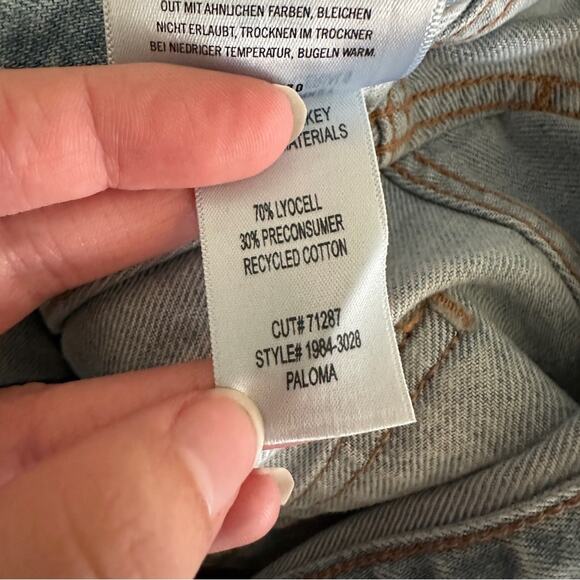 OUT MIT ÄHNLICHEN FARBEN, BLEICHEN
NICHT ERLAUBT, TROCKNEN IM TROCKNER
BEI NIEDRIGER TEMPERATUR, BUGELN WARM.
KEY
MATERIALS
70% LYOCELL
30% PRECONSUMER
RECYCLED COTTON
CUT# 71287
STYLE# 1984-3028
PALOMA